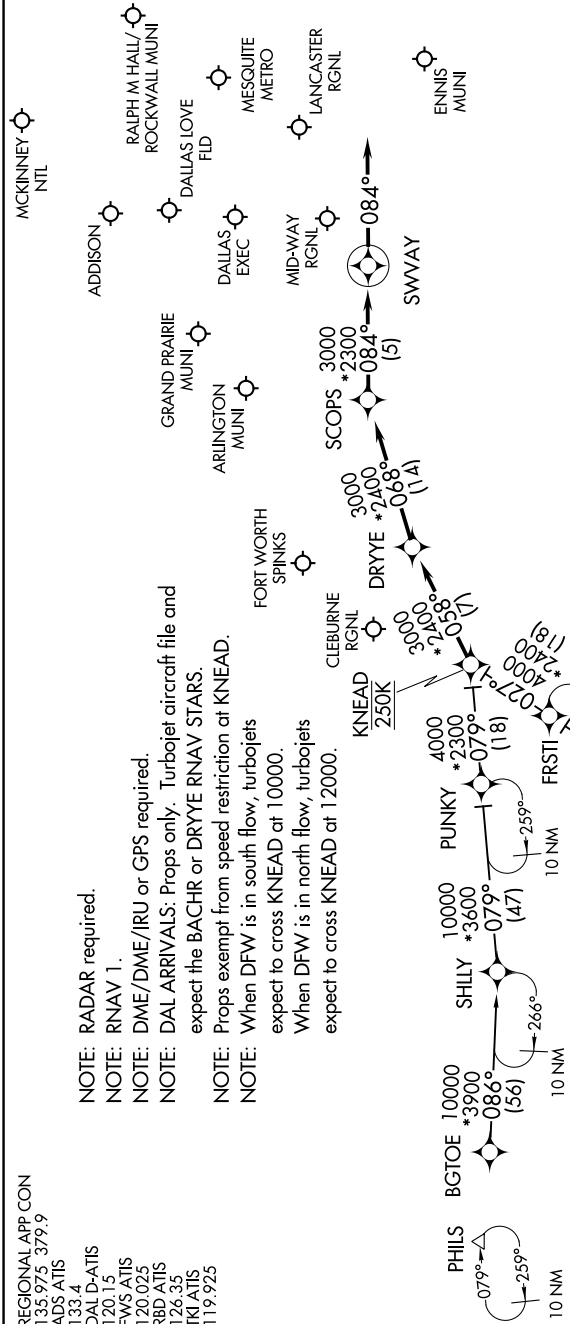 REGIONAL APP CON
135.975 379.9
ADS ATIS
133.4
DAL D-ATIS
120.15
FWS ATIS
120.025
RBD ATIS
126.35
TKI ATIS
119.925
NOTE: RADAR required.
NOTE: RNAV 1.
NOTE: DME/DME/IRU or GPS required.
NOTE: DAL ARRIVALS: Props only. Turbojet aircraft file and
expect the BACHR or DRYYE RNAV STARS.
NOTE: Props exempt from speed restriction at KNEAD.
NOTE: When DFW is in south flow, turbojets
expect to cross KNEAD at 10000.
When DFW is in north flow, turbojets
expect to cross KNEAD at 12000.
MCKINNEY
NTL
RALPH M HALL/
ROCKWALL MUNI
ADDISON
DALLAS LOVE
FLD
MESQUITE
METRO
GRAND PRAIRIE
MUNI
DALLAS
EXEC
LANCASTER
RGNL
ARLINGTON
MUNI
MID-WAY
RGNL
FORT WORTH
SPINKS
ENNIS
MUNI
CLEBURNE
RGNL
PHILS
079°
259°
10 NM
BGTOE
10000
*3900
086°
(56)
266°
10 NM
SHLLY
10000
*3600
079°
(47)
259°
10 NM
PUNKY
4000
*2300
079°
(18)
KNEAD
250K
3000
*2400
058°
(7)
FRSTI
027°
4000
*2400
(18)
DRYYE
3000
*2400
068°
(14)
SCOPS
3000
*2300
084°
(5)
SWVAY
084°